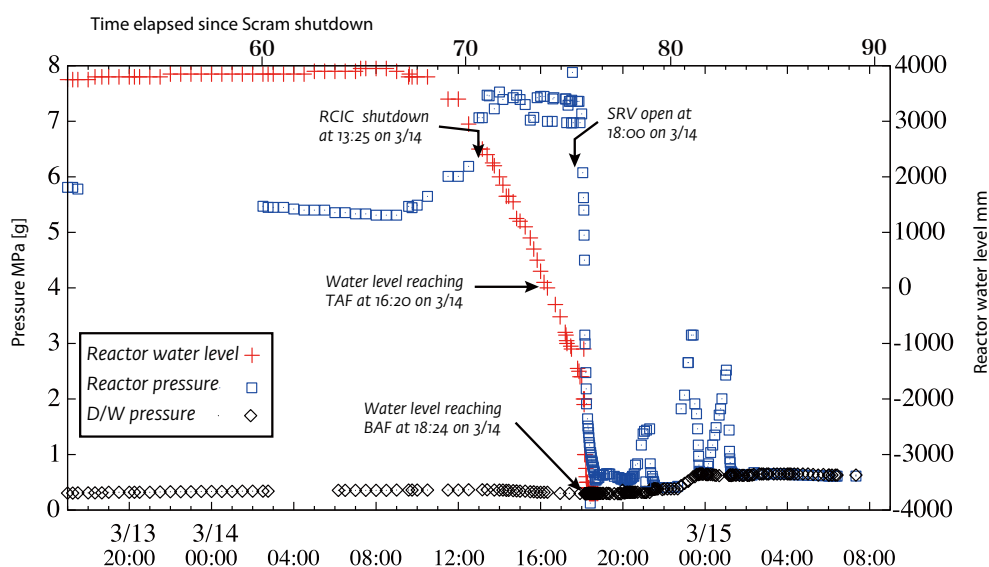 Time elapsed since Scram shutdown
60 70 80 90
8
7
6
5
4
3
2
1
0
Pressure MPa [g]
4000
3000
2000
1000
0
-1000
-2000
-3000
-4000
Reactor water level mm
RCIC shutdown
at 13:25 on 3/14
SRV open at
18:00 on 3/14
Water level reaching
TAF at 16:20 on 3/14
Reactor water level
Reactor pressure
D/W pressure
Water level reaching
BAF at 18:24 on 3/14
3/13 3/14 3/15
20:00 00:00 04:00 08:00 12:00 16:00 20:00 00:00 04:00 08:00